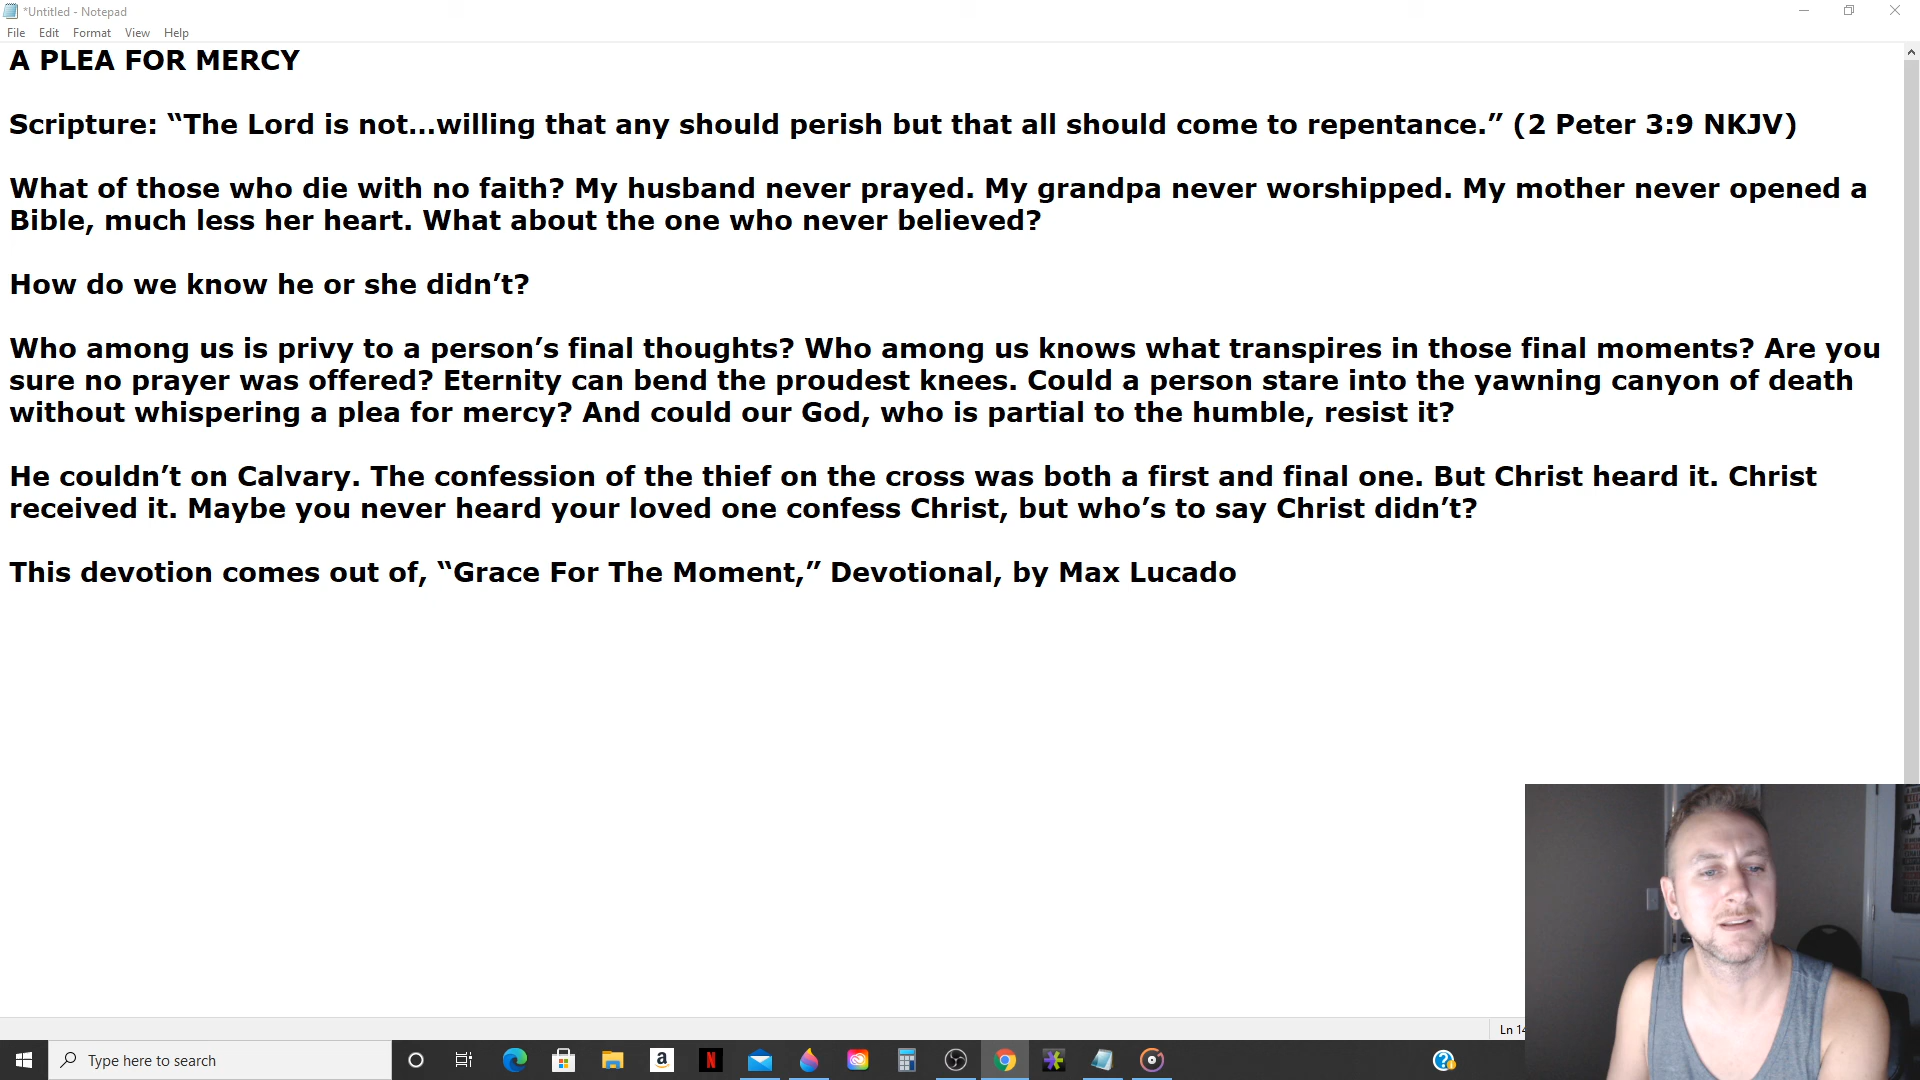 *Untitled - Notepad
File Edit Format View Help
A PLEA FOR MERCY
Scripture: “The Lord is not…willing that any should perish but that all should come to repentance.” (2 Peter 3:9 NKJV)
What of those who die with no faith? My husband never prayed. My grandpa never worshipped. My mother never opened a
Bible, much less her heart. What about the one who never believed?
How do we know he or she didn’t?
Who among us is privy to a person’s final thoughts? Who among us knows what transpires in those final moments? Are you
sure no prayer was offered? Eternity can bend the proudest knees. Could a person stare into the yawning canyon of death
without whispering a plea for mercy? And could our God, who is partial to the humble, resist it?
He couldn’t on Calvary. The confession of the thief on the cross was both a first and final one. But Christ heard it. Christ
received it. Maybe you never heard your loved one confess Christ, but who’s to say Christ didn’t?
This devotion comes out of, “Grace For The Moment,” Devotional, by Max Lucado
Ln 14
Type here to search